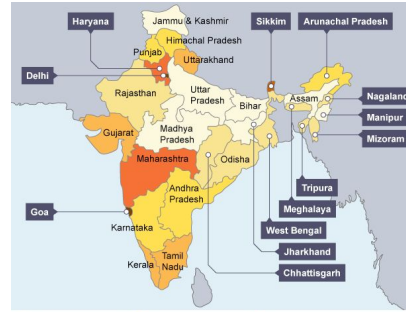 Haryana
Jammu & Kashmir
Sikkim
Arunachal Pradesh
Himachal Pradesh
Punjab
Uttarakhand
Delhi
Rajasthan
Uttar
Pradesh
Bihar
Assam
Nagaland
Manipur
Mizoram
Gujarat
Madhya
Pradesh
Maharashtra
Odisha
Tripura
Meghalaya
Goa
Andhra
Pradesh
Karnataka
West Bengal
Jharkhand
Kerala
Tamil
Nadu
Chhattisgarh